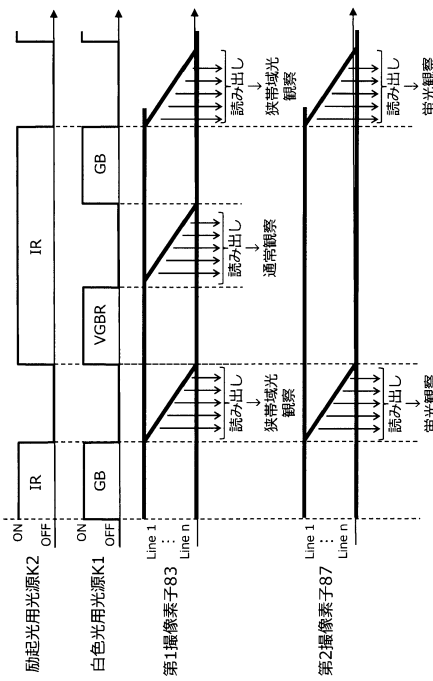 励起光用光源K2
ON
OFF
IR
IR
白色光用光源K1
ON
OFF
GB
VGBR
GB
第1撮像素子83
Line 1
⋮
Line n
読み出し
狭帯域光
観察
読み出し
通常観察
読み出し
狭帯域光
観察
第2撮像素子87
Line 1
⋮
Line n
読み出し
蛍光観察
読み出し
蛍光観察